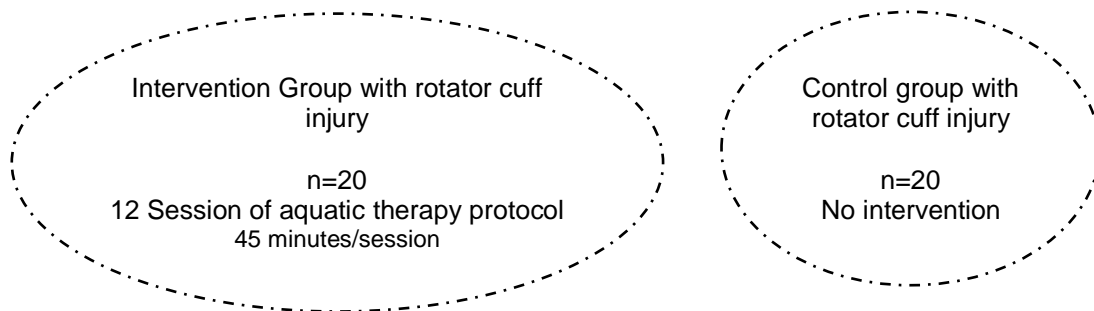 Intervention Group with rotator cuff
injury
n=20
12 Session of aquatic therapy protocol
45 minutes/session
Control group with
rotator cuff injury
n=20
No intervention